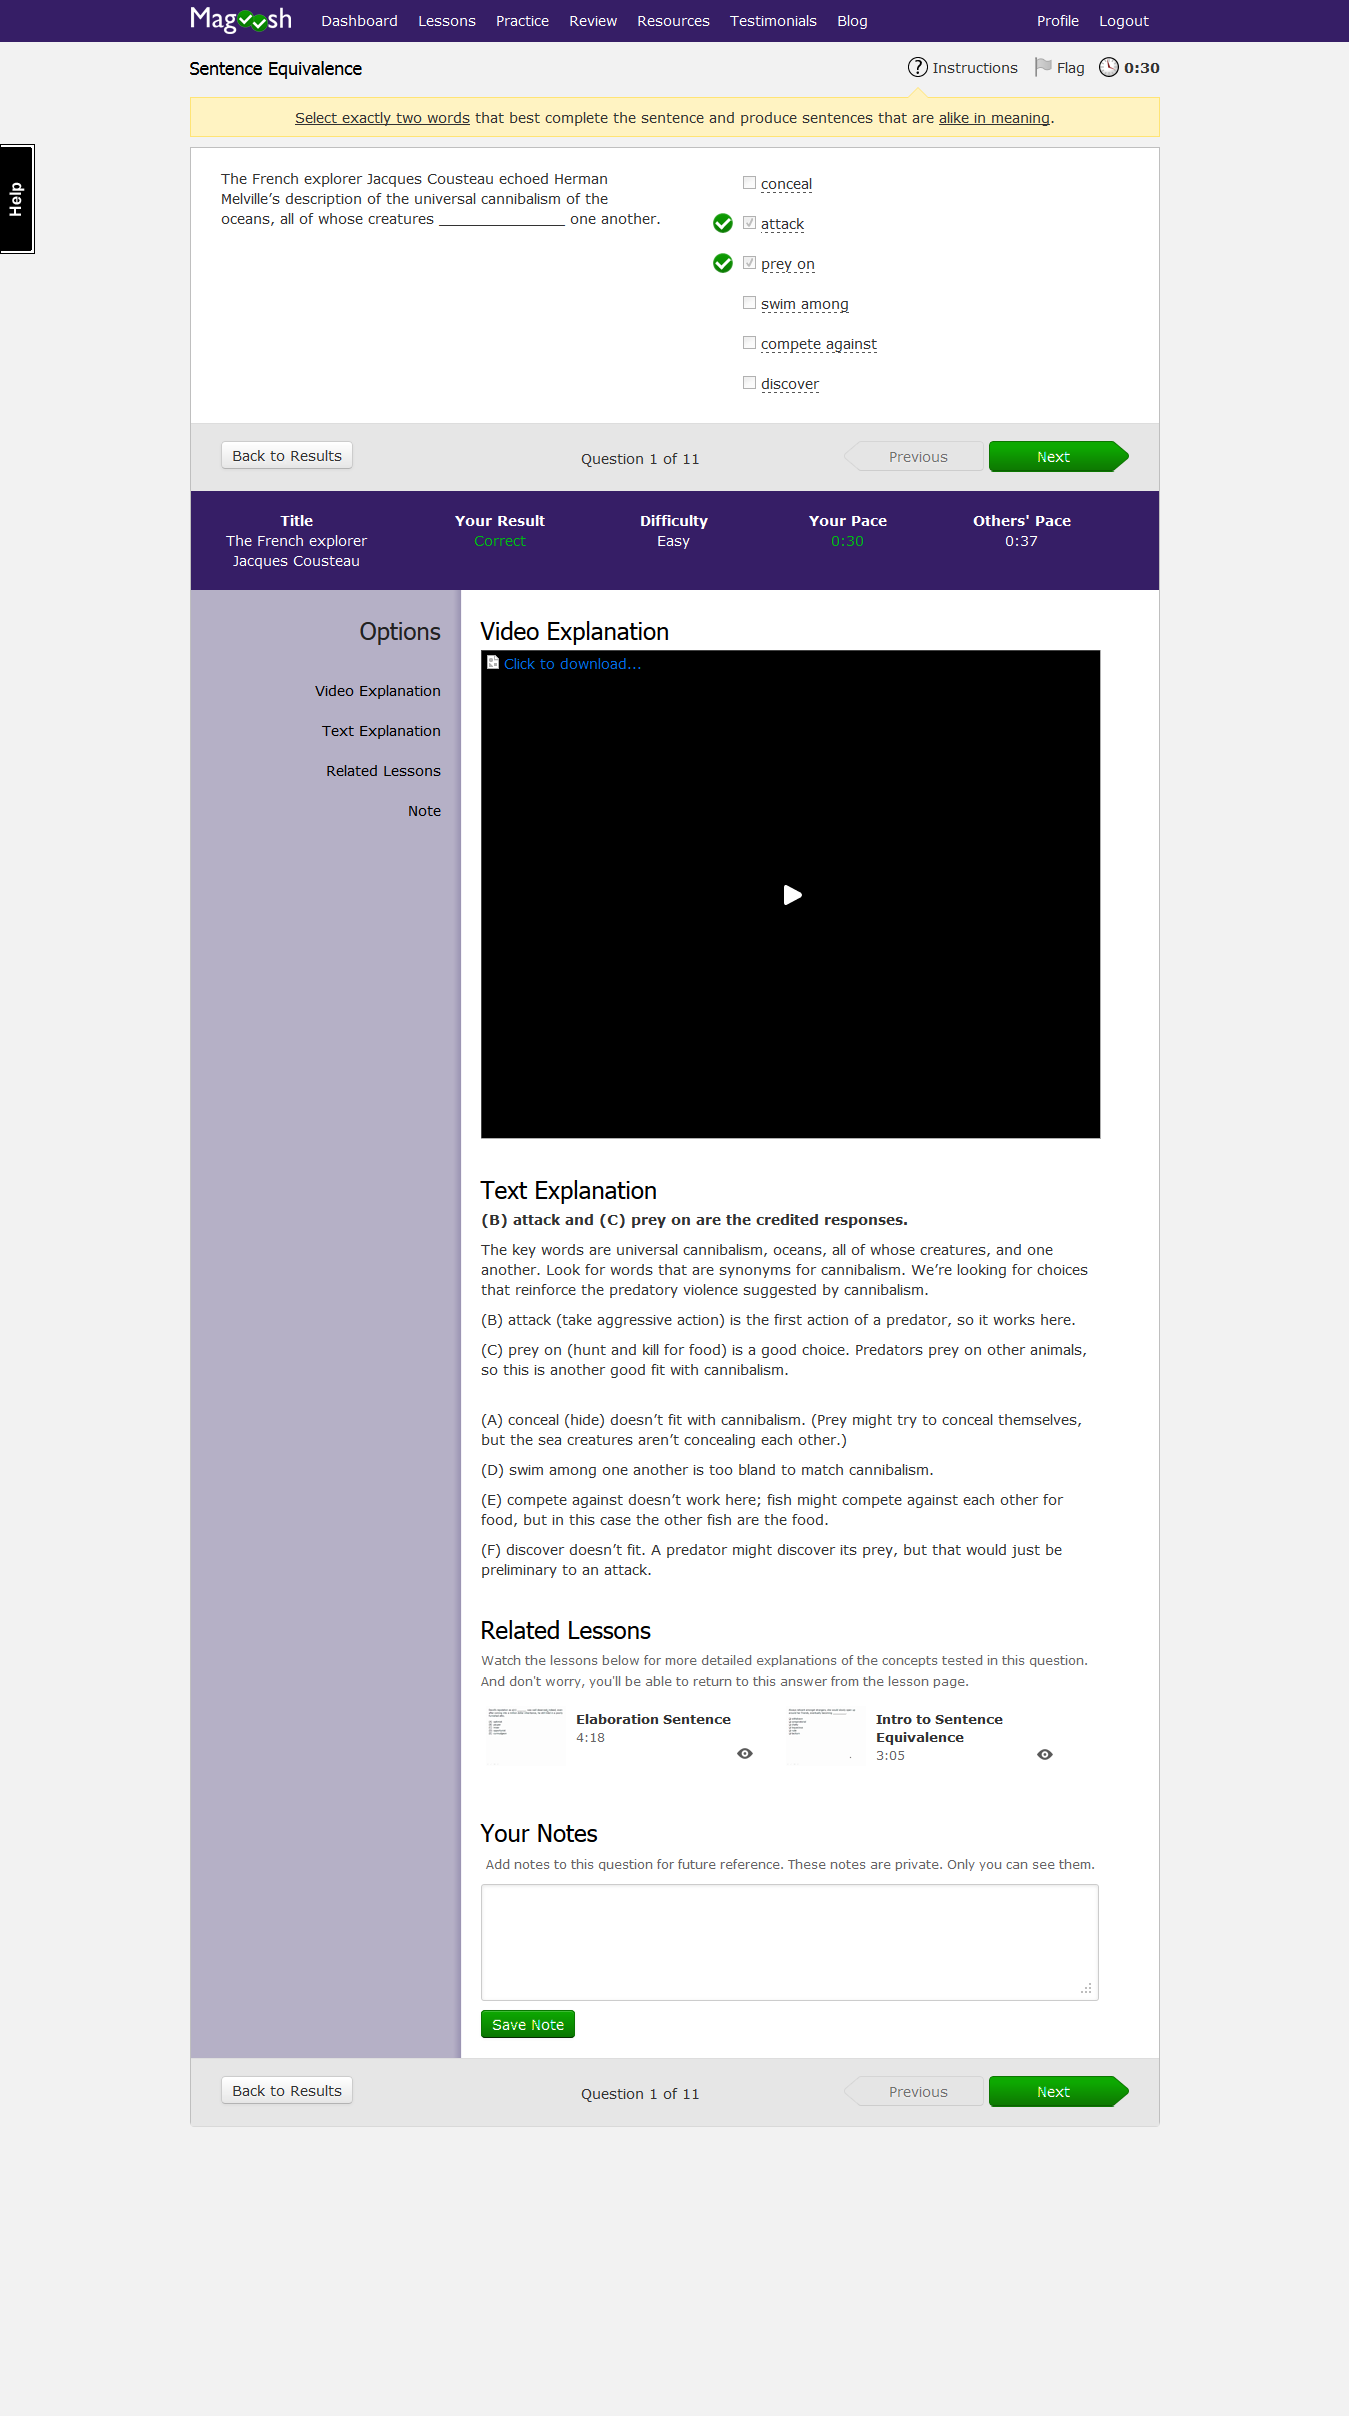 Magoosh Dashboard Lessons Practice Review Resources Testimonials Blog Profile Logout
Sentence Equivalence
? Instructions Flag 0:30
Select exactly two words that best complete the sentence and produce sentences that are alike in meaning.
Help
The French explorer Jacques Cousteau echoed Herman
Melville’s description of the universal cannibalism of the
oceans, all of whose creatures ________________ one another.
conceal
attack
prey on
swim among
compete against
discover
Back to Results
Question 1 of 11
Previous
Next
Title
The French explorer
Jacques Cousteau
Your Result
Correct
Difficulty
Easy
Your Pace
0:30
Others' Pace
0:37
Options
Video Explanation
Text Explanation
Related Lessons
Note
Video Explanation
Click to download...
Text Explanation
(B) attack and (C) prey on are the credited responses.
The key words are universal cannibalism, oceans, all of whose creatures, and one
another. Look for words that are synonyms for cannibalism. We’re looking for choices
that reinforce the predatory violence suggested by cannibalism.
(B) attack (take aggressive action) is the first action of a predator, so it works here.
(C) prey on (hunt and kill for food) is a good choice. Predators prey on other animals,
so this is another good fit with cannibalism.
(A) conceal (hide) doesn’t fit with cannibalism. (Prey might try to conceal themselves,
but the sea creatures aren’t concealing each other.)
(D) swim among one another is too bland to match cannibalism.
(E) compete against doesn’t work here; fish might compete against each other for
food, but in this case the other fish are the food.
(F) discover doesn’t fit. A predator might discover its prey, but that would just be
preliminary to an attack.
Related Lessons
Watch the lessons below for more detailed explanations of the concepts tested in this question.
And don't worry, you'll be able to return to this answer from the lesson page.
Elaboration Sentence
4:18
Intro to Sentence
Equivalence
3:05
Your Notes
Add notes to this question for future reference. These notes are private. Only you can see them.
Save Note
Back to Results
Question 1 of 11
Previous
Next